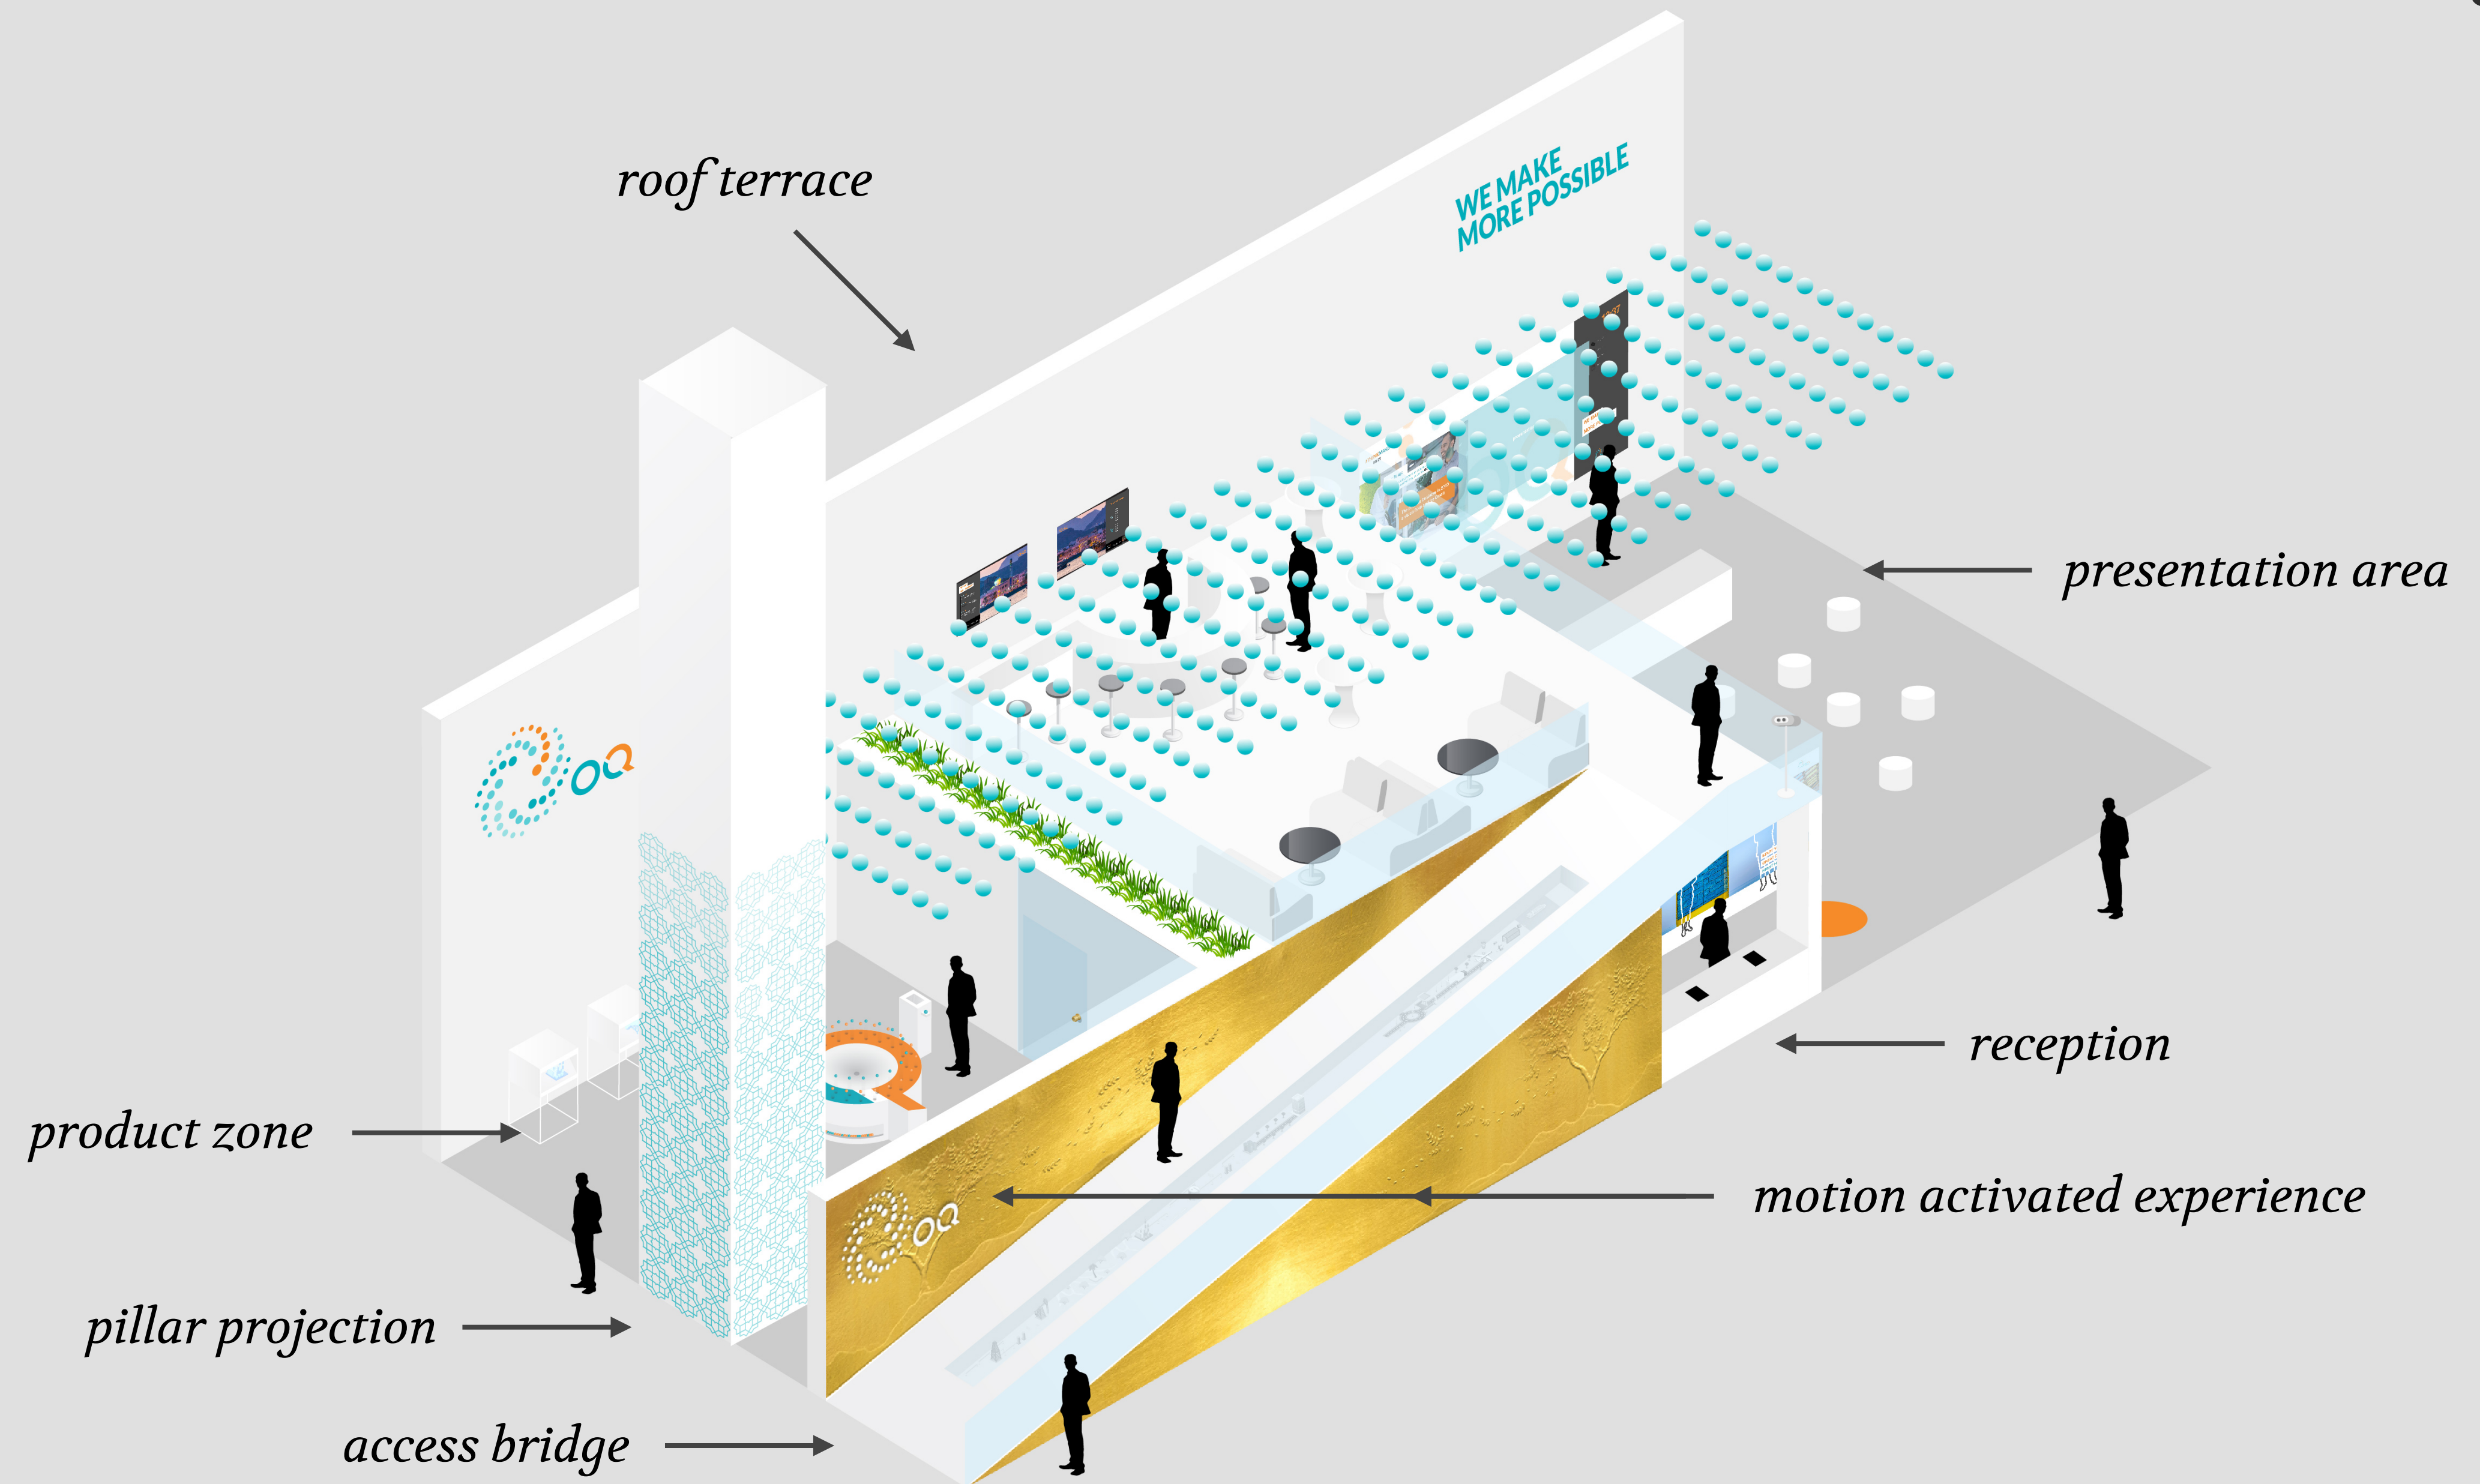 roof terrace
WE MAKE
MORE POSSIBLE
presentation area
OQ
reception
product zone
OQ
motion activated experience
pillar projection
access bridge